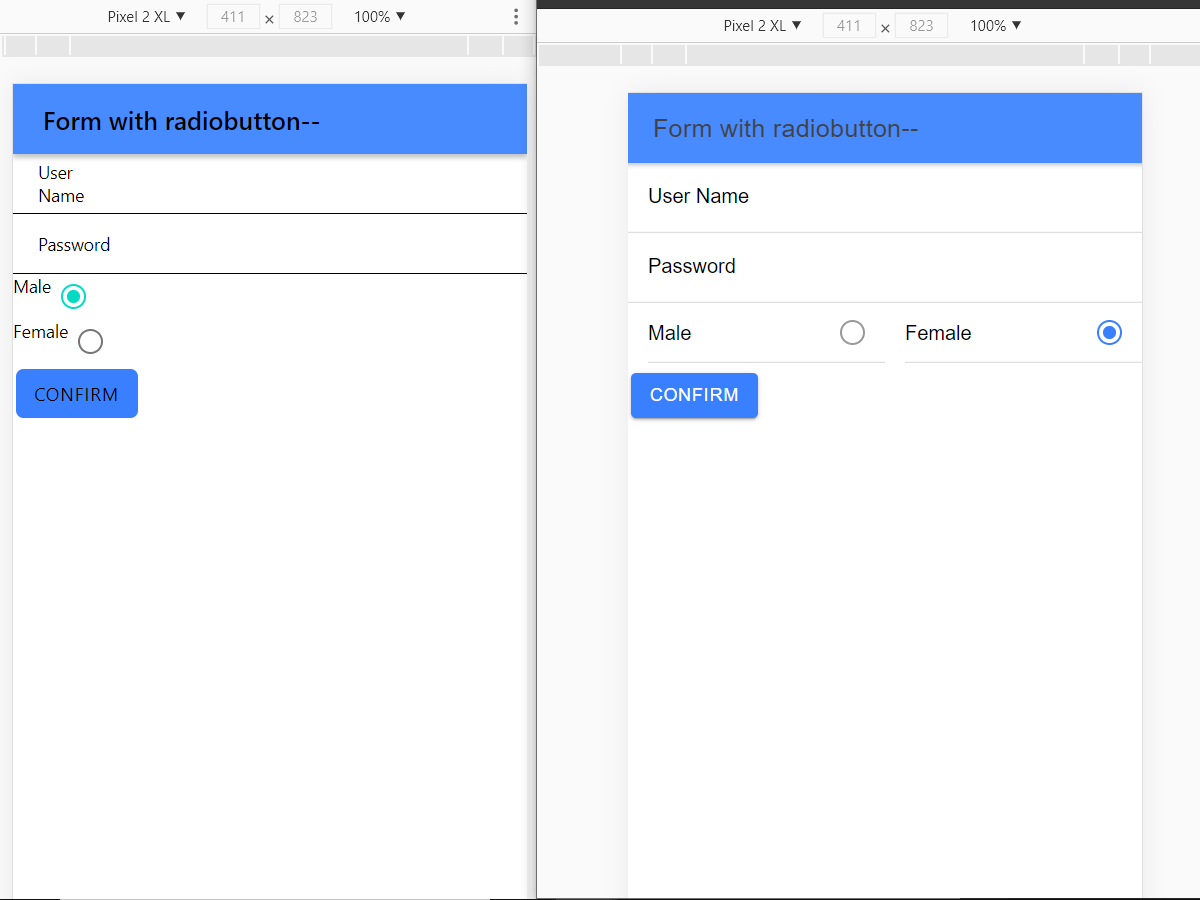 Pixel 2 XL ▼ 411 × 823 100% ▼
Form with radiobutton--
User
Name
Password
Male
Female
CONFIRM
Pixel 2 XL ▼ 411 × 823 100% ▼
Form with radiobutton--
User Name
Password
Male Female
CONFIRM